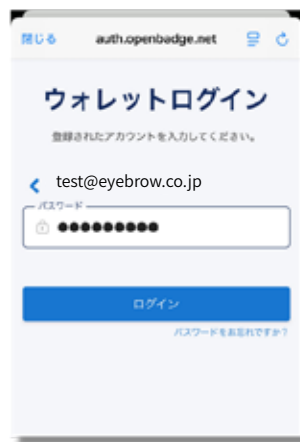 閉じる auth.openbadge.net
ウォレットログイン
登録されたアカウントを入力してください。
test@eyebrow.co.jp
パスワード
●●●●●●●●●
ログイン
パスワードをお忘れですか?